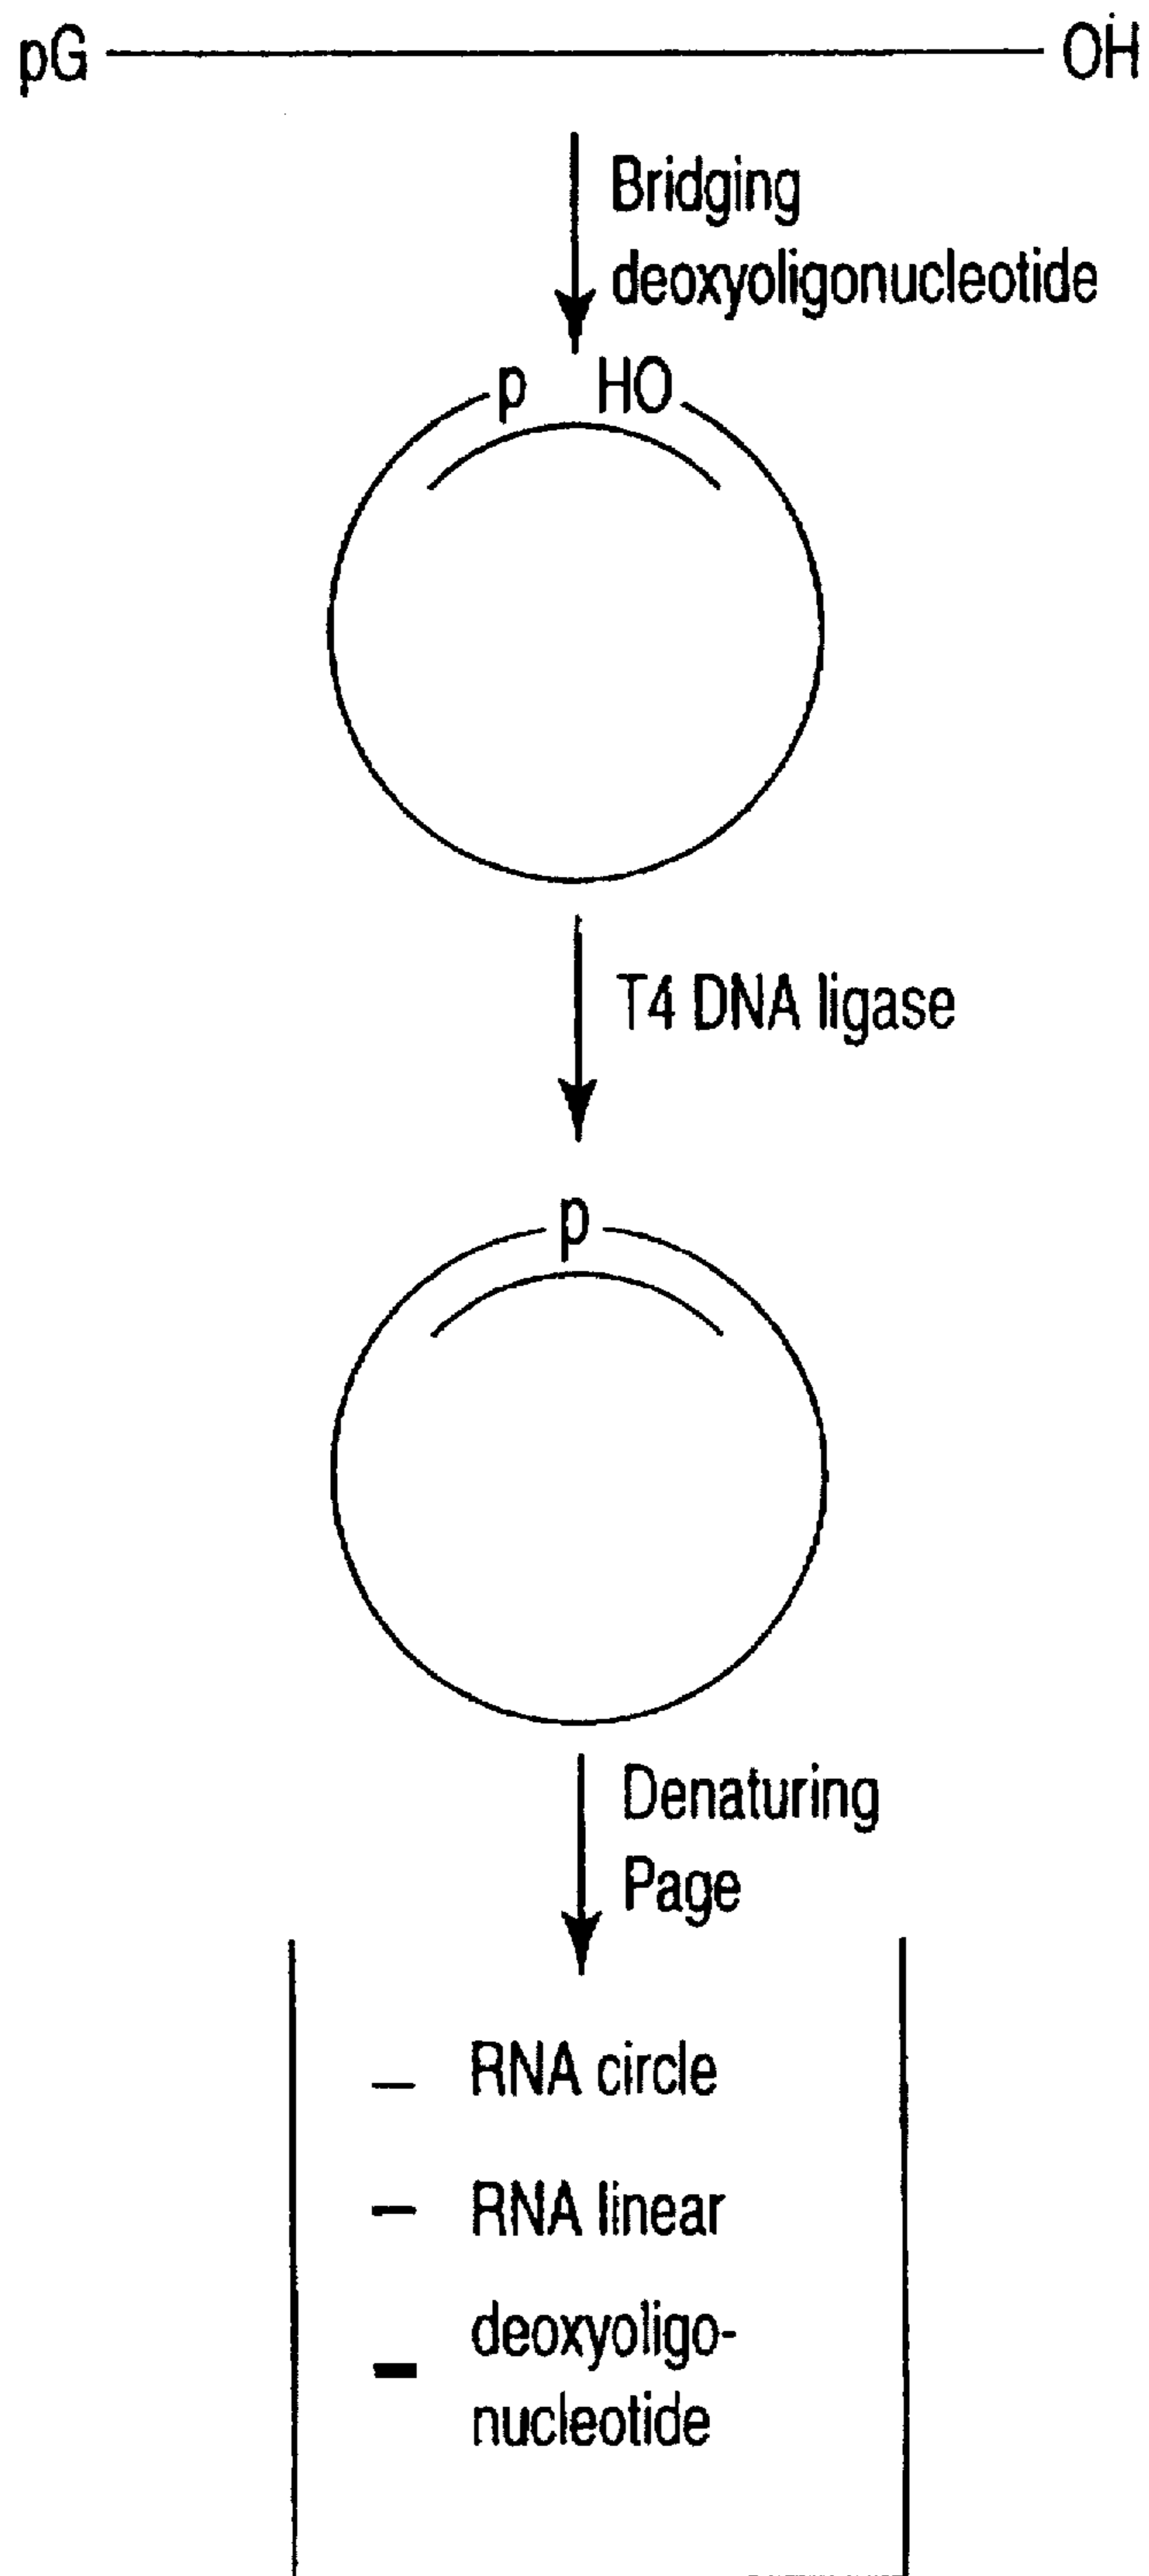 pG OH
Bridging
deoxyoligonucleotide
p HO
T4 DNA ligase
p
Denaturing
Page
RNA circle
RNA linear
deoxyoligo-
nucleotide